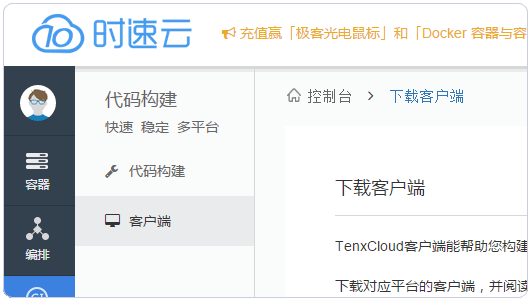 时速云
充值赢「极客光电鼠标」和「Docker 容器与容
代码构建
快速 稳定 多平台
控制台 > 下载客户端
容器
代码构建
下载客户端
客户端
编排
TenxCloud客户端能帮助您构建
下载对应平台的客户端，并阅读